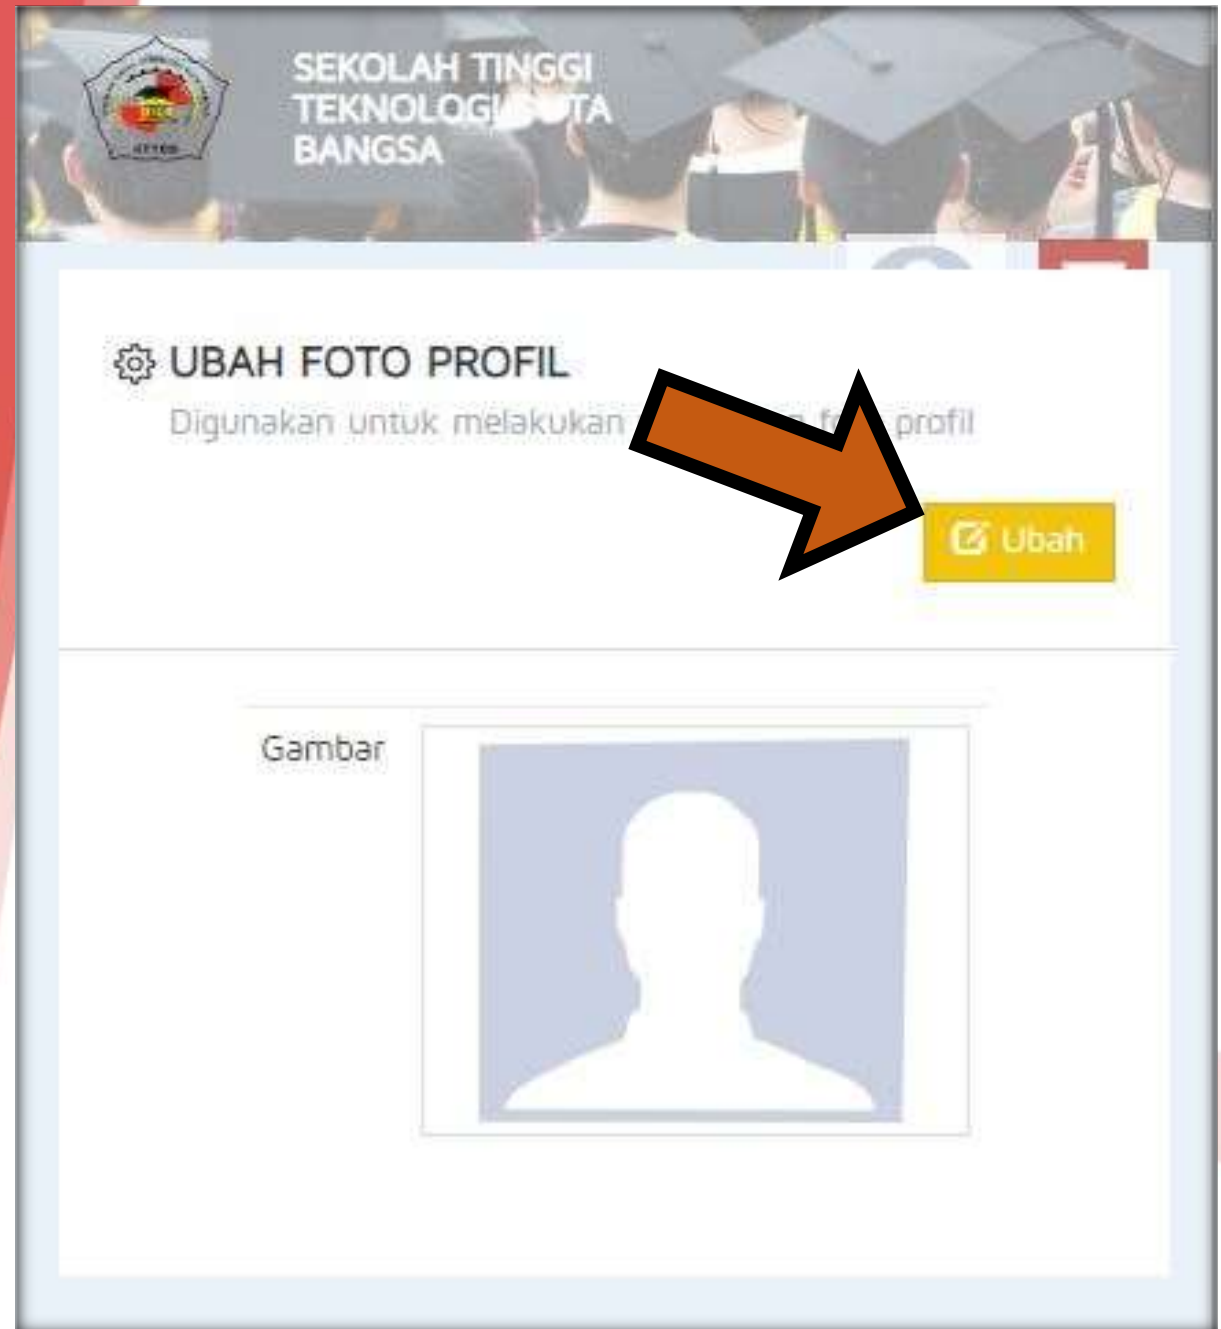 SEKOLAH TINGGI
TEKNOLOGI
BANGSA
UBAH FOTO PROFIL
Digunakan untuk melakukan profil
Ubah
Gambar